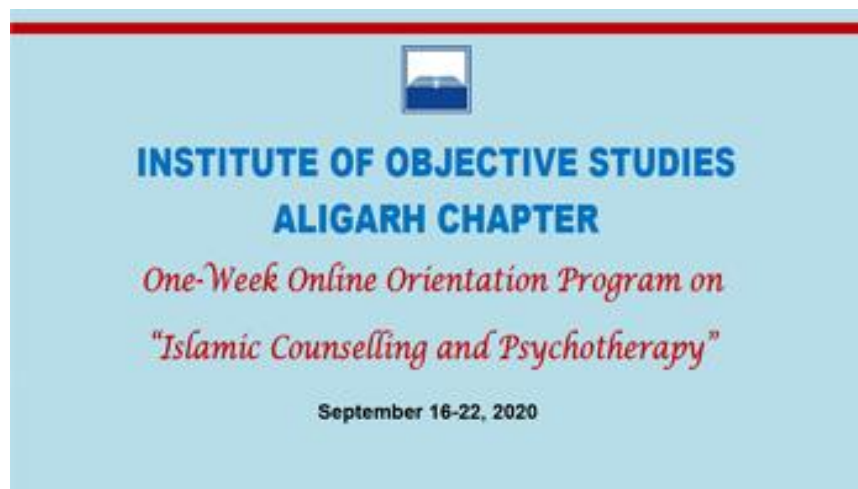 INSTITUTE OF OBJECTIVE STUDIES
ALIGARH CHAPTER
One-Week Online Orientation Program on
“Islamic Counselling and Psychotherapy”
September 16-22, 2020